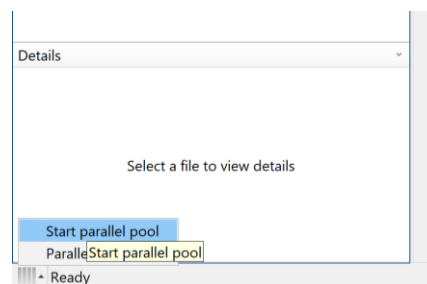 Details
Select a file to view details
Start parallel pool
Start parallel pool
Ready